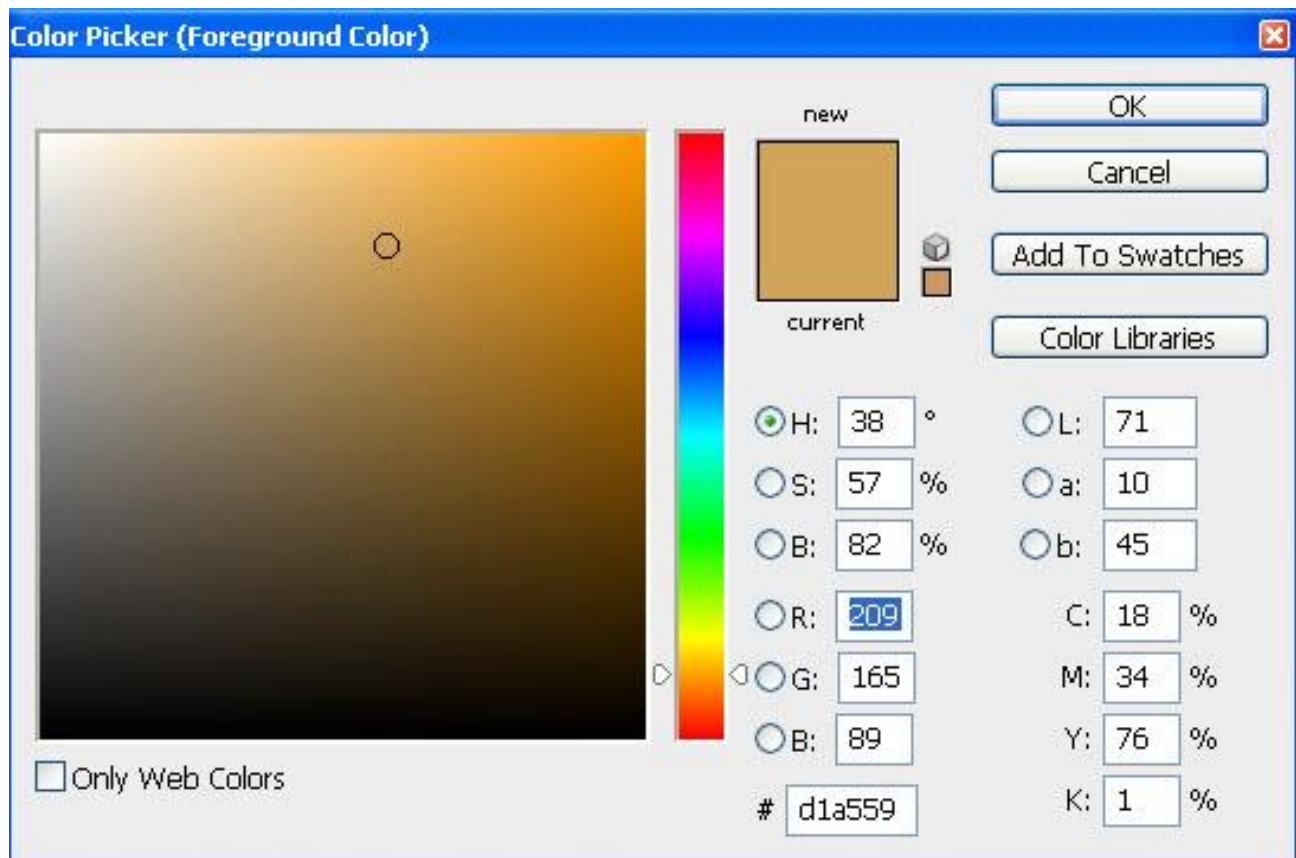 Color Picker (Foreground Color)
new
OK
Cancel
Add To Swatches
current
Color Libraries
H: 38 ° L: 71
S: 57 % a: 10
B: 82 % b: 45
R: 209 C: 18 %
G: 165 M: 34 %
B: 89 Y: 76 %
Only Web Colors
# d1a559 K: 1 %